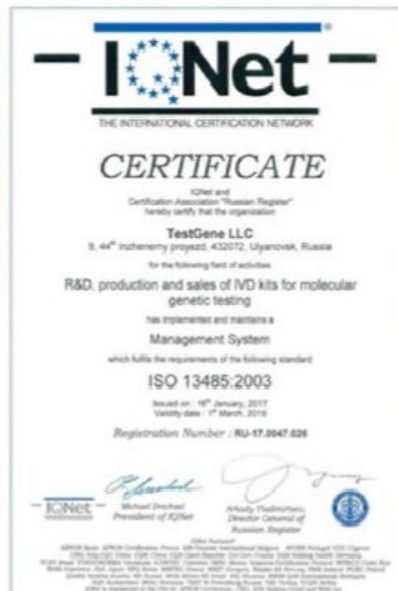 IQNet
®
THE INTERNATIONAL CERTIFICATION NETWORK
CERTIFICATE
IQNet and
Certification Association "Russian Register"
hereby certify that the organization
TestGene LLC
9, 44th Inzhenerny proyezd, 432072, Ulyanovsk, Russia
for the following field of activities
R&D, production and sales of IVD kits for molecular
genetic testing
has implemented and maintains a
Management System
which fulfils the requirements of the following standard
ISO 13485:2003
Issued on : 16th January, 2017
Validity date : 1st March, 2019
Registration Number : RU-17.0047.026
IQNet
Michael Drechsel
President of IQNet
Arkady Vladimirtsev,
Director General of
Russian Register